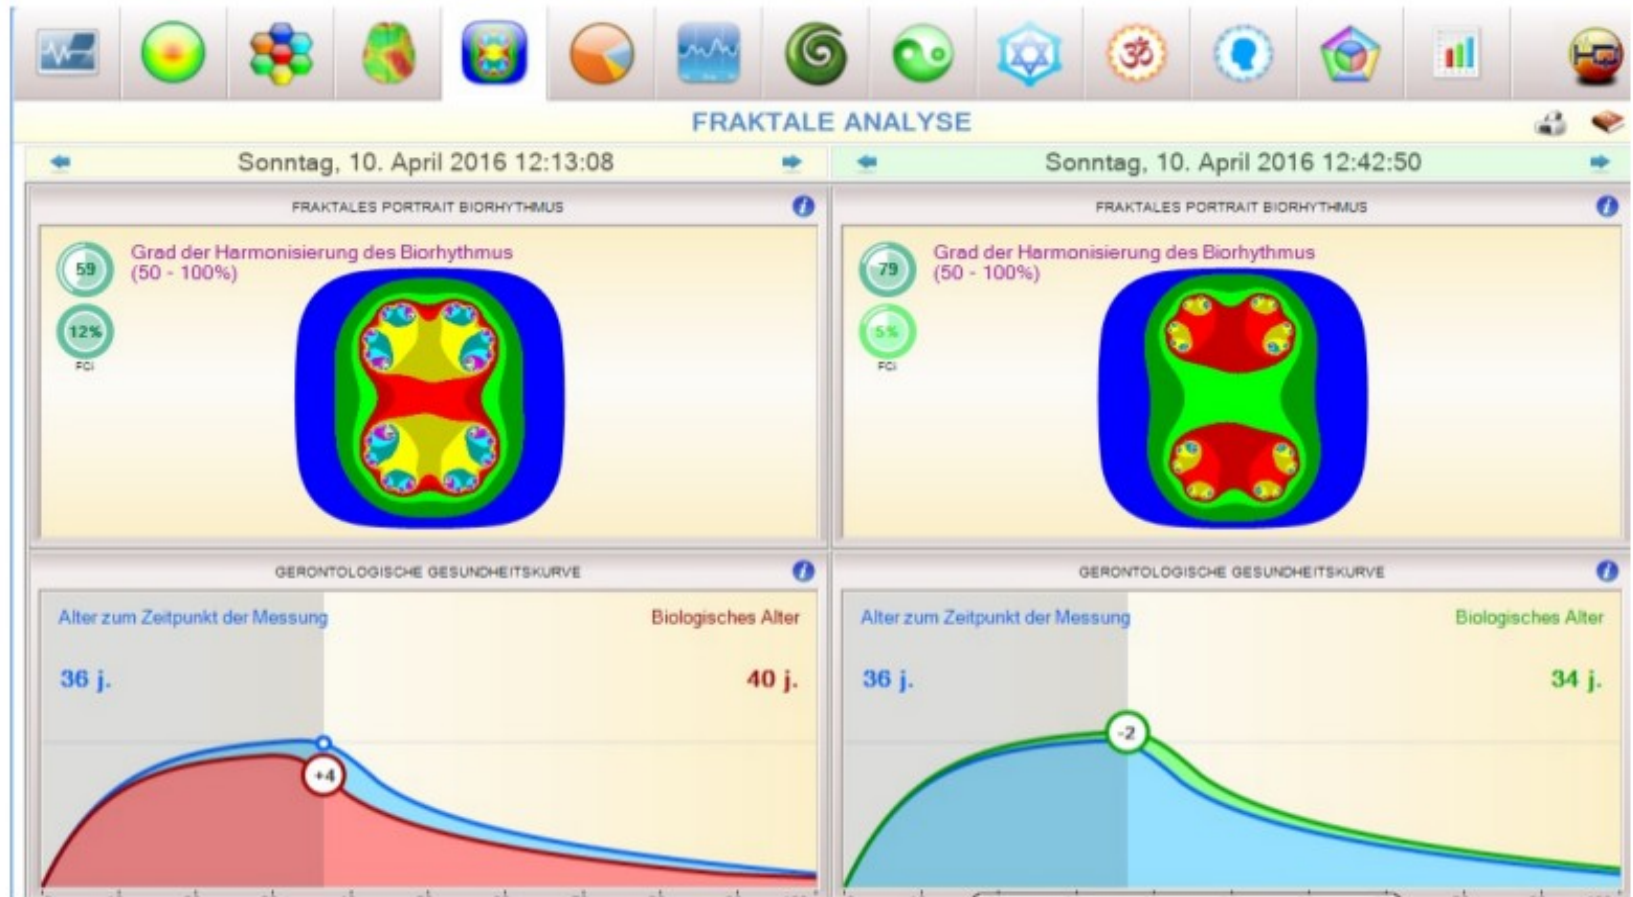 FRAKTALE ANALYSE
Sonntag, 10. April 2016 12:13:08
Sonntag, 10. April 2016 12:42:50
FRAKTALES PORTRAIT BIORHYTHMUS
FRAKTALES PORTRAIT BIORHYTHMUS
59
Grad der Harmonisierung des Biorhythmus
(50 - 100%)
12%
FCI
79
Grad der Harmonisierung des Biorhythmus
(50 - 100%)
5%
FCI
GERONTOLOGISCHE GESUNDHEITSKURVE
GERONTOLOGISCHE GESUNDHEITSKURVE
Alter zum Zeitpunkt der Messung
Biologisches Alter
36 j.
40 j.
+4
Alter zum Zeitpunkt der Messung
Biologisches Alter
36 j.
34 j.
-2